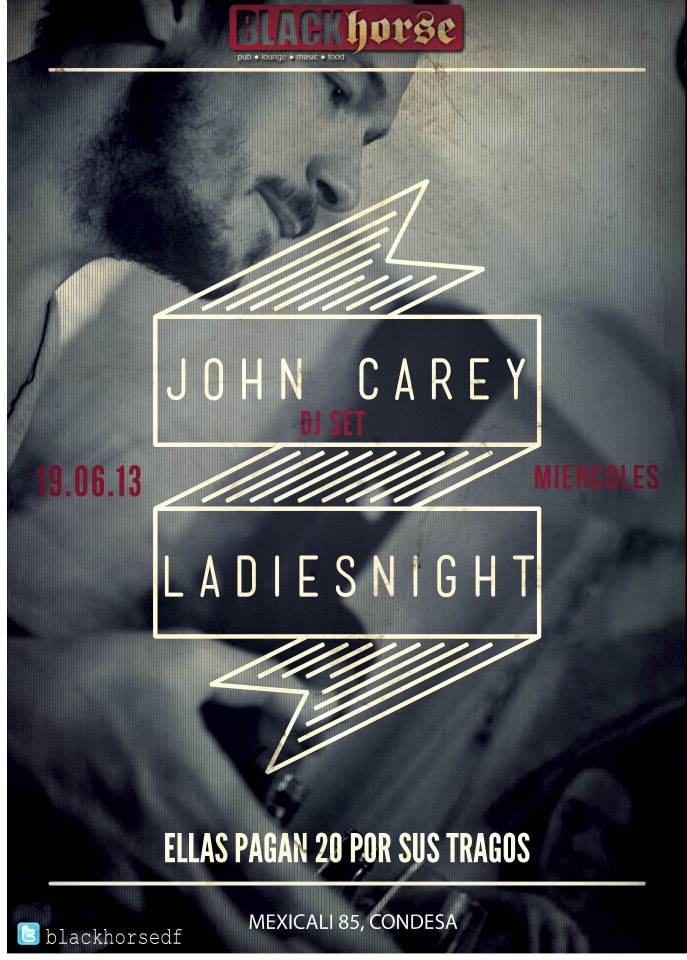 BLACKhorse
pub • lounge • music • food
JOHN CAREY
DJ SET
19.06.13
MIERCOLES
LADIESNIGHT
ELLAS PAGAN 20 POR SUS TRAGOS
MEXICALI 85, CONDESA
blackhorsedf